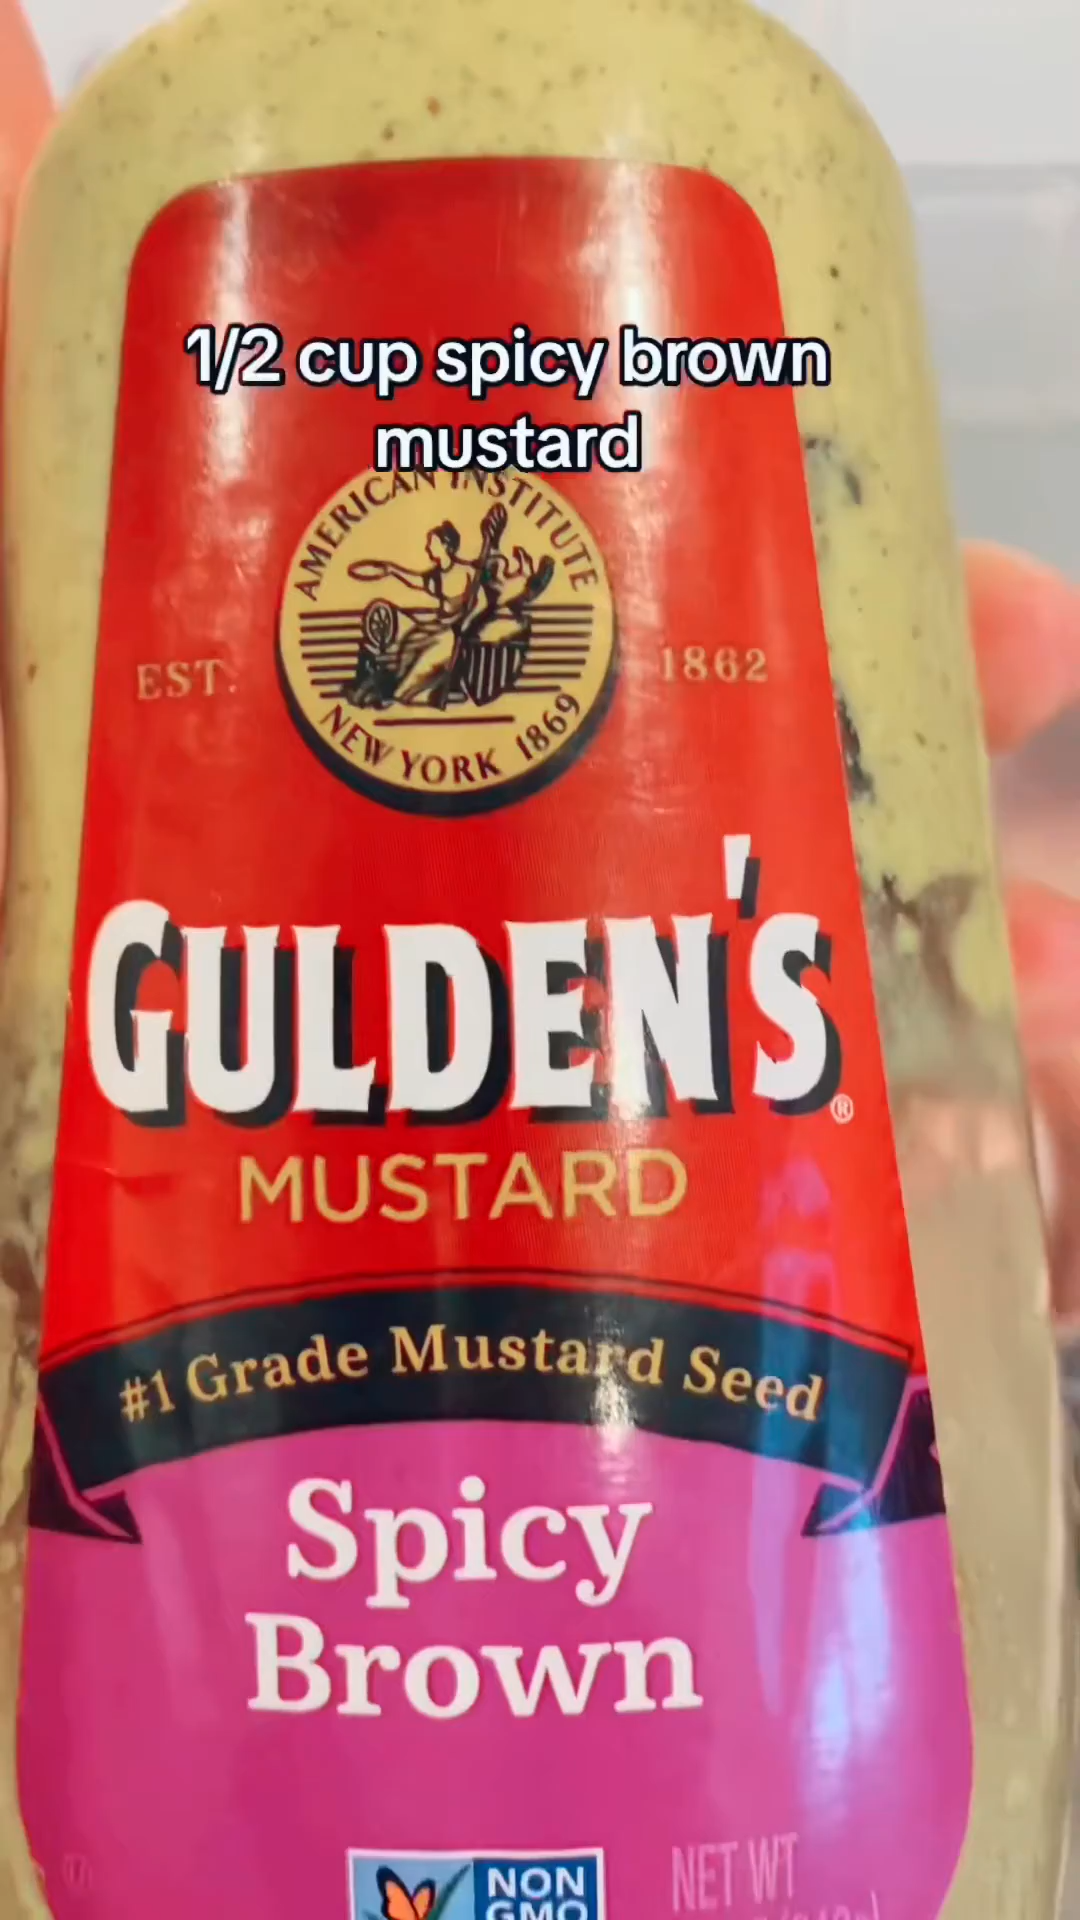 1/2 cup spicy brown
mustard
AMERICAN INSTITUTE
EST.
1862
NEW YORK 1869
GULDEN'S®
MUSTARD
#1 Grade Mustard Seed
Spicy
Brown
NON
GMO
NET WT